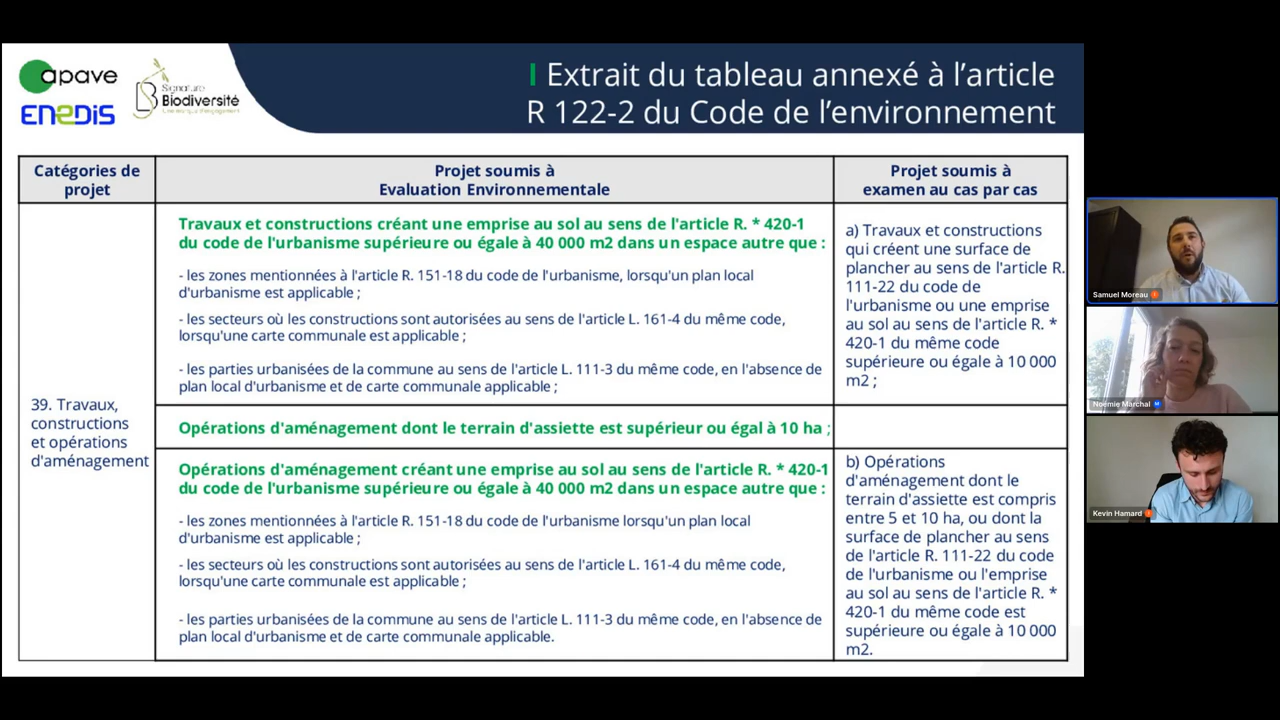 apave
ENEDIS
Signature
Biodiversité
Extrait du tableau annexé à l'article
R 122-2 du Code de l'environnement
Catégories de
projet
Projet soumis à
Evaluation Environnementale
Projet soumis à
examen au cas par cas
39. Travaux,
constructions
et opérations
d'aménagement
Travaux et constructions créant une emprise au sol au sens de l'article R. * 420-1
du code de l'urbanisme supérieure ou égale à 40 000 m2 dans un espace autre que :
- les zones mentionnées à l'article R. 151-18 du code de l'urbanisme, lorsqu'un plan local
d'urbanisme est applicable ;
- les secteurs où les constructions sont autorisées au sens de l'article L. 161-4 du même code,
lorsqu'une carte communale est applicable ;
- les parties urbanisées de la commune au sens de l'article L. 111-3 du même code, en l'absence de
plan local d'urbanisme et de carte communale applicable ;
a) Travaux et constructions
qui créent une surface de
plancher au sens de l'article R.
111-22 du code de
l'urbanisme ou une emprise
au sol au sens de l'article R. *
420-1 du même code
supérieure ou égale à 10 000
m2 ;
Opérations d'aménagement dont le terrain d'assiette est supérieur ou égal à 10 ha ;
Opérations d'aménagement créant une emprise au sol au sens de l'article R. * 420-1
du code de l'urbanisme supérieure ou égale à 40 000 m2 dans un espace autre que :
- les zones mentionnées à l'article R. 151-18 du code de l'urbanisme lorsqu'un plan local
d'urbanisme est applicable ;
- les secteurs où les constructions sont autorisées au sens de l'article L. 161-4 du même code,
lorsqu'une carte communale est applicable ;
- les parties urbanisées de la commune au sens de l'article L. 111-3 du même code, en l'absence de
plan local d'urbanisme et de carte communale applicable.
b) Opérations
d'aménagement dont le
terrain d'assiette est compris
entre 5 et 10 ha, ou dont la
surface de plancher au sens
de l'article R. 111-22 du code
de l'urbanisme ou l'emprise
au sol au sens de l'article R. *
420-1 du même code est
supérieure ou égale à 10 000
m2.
Samuel Moreau
Noémie Marchal
Kevin Hamard